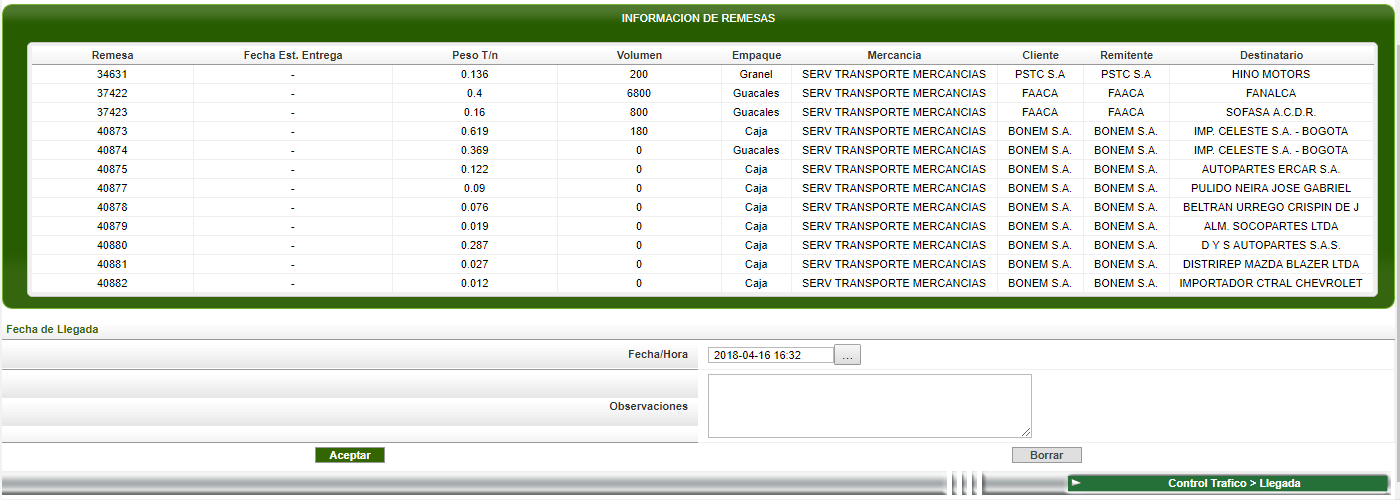 INFORMACION DE REMESAS
Remesa Fecha Est. Entrega Peso T/n Volumen Empaque Mercancia Cliente Remitente Destinatario
34631 - 0.136 200 Granel SERV TRANSPORTE MERCANCIAS PSTC S.A PSTC S.A HINO MOTORS
37422 - 0.4 6800 Guacales SERV TRANSPORTE MERCANCIAS FAACA FAACA FANALCA
37423 - 0.16 800 Guacales SERV TRANSPORTE MERCANCIAS FAACA FAACA SOFASA A.C.D.R.
40873 - 0.619 180 Caja SERV TRANSPORTE MERCANCIAS BONEM S.A. BONEM S.A. IMP. CELESTE S.A. - BOGOTA
40874 - 0.369 0 Guacales SERV TRANSPORTE MERCANCIAS BONEM S.A. BONEM S.A. IMP. CELESTE S.A. - BOGOTA
40875 - 0.122 0 Caja SERV TRANSPORTE MERCANCIAS BONEM S.A. BONEM S.A. AUTOPARTES ERCAR S.A.
40877 - 0.09 0 Caja SERV TRANSPORTE MERCANCIAS BONEM S.A. BONEM S.A. PULIDO NEIRA JOSE GABRIEL
40878 - 0.076 0 Caja SERV TRANSPORTE MERCANCIAS BONEM S.A. BONEM S.A. BELTRAN URREGO CRISPIN DE J
40879 - 0.019 0 Caja SERV TRANSPORTE MERCANCIAS BONEM S.A. BONEM S.A. ALM. SOCOPARTES LTDA
40880 - 0.287 0 Caja SERV TRANSPORTE MERCANCIAS BONEM S.A. BONEM S.A. D Y S AUTOPARTES S.A.S.
40881 - 0.027 0 Caja SERV TRANSPORTE MERCANCIAS BONEM S.A. BONEM S.A. DISTRIREP MAZDA BLAZER LTDA
40882 - 0.012 0 Caja SERV TRANSPORTE MERCANCIAS BONEM S.A. BONEM S.A. IMPORTADOR CTRAL CHEVROLET
Fecha de Llegada
Fecha/Hora 2018-04-16 16:32 ...
Observaciones
Aceptar Borrar
Control Trafico > Llegada